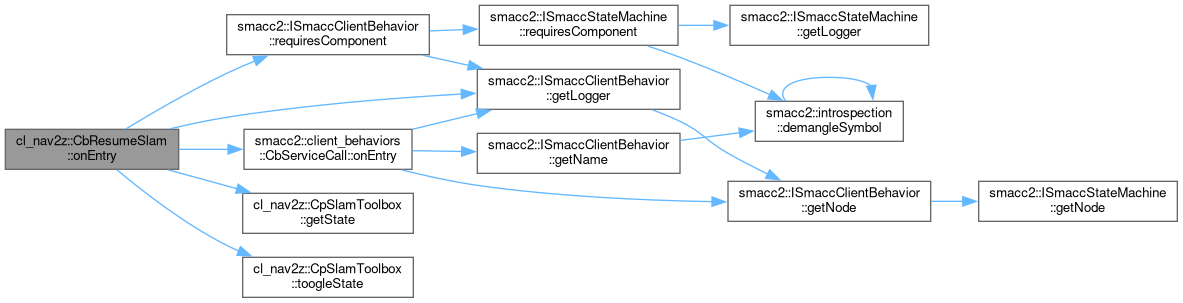 cl_nav2z::CbResumeSlam
::onEntry
smacc2::ISmaccClientBehavior
::requiresComponent
smacc2::ISmaccStateMachine
::requiresComponent
smacc2::ISmaccStateMachine
::getLogger
smacc2::ISmaccClientBehavior
::getLogger
smacc2::introspection
::demangleSymbol
smacc2::client_behaviors
::CbServiceCall::onEntry
smacc2::ISmaccClientBehavior
::getName
smacc2::ISmaccClientBehavior
::getNode
smacc2::ISmaccStateMachine
::getNode
cl_nav2z::CpSlamToolbox
::getState
cl_nav2z::CpSlamToolbox
::toogleState